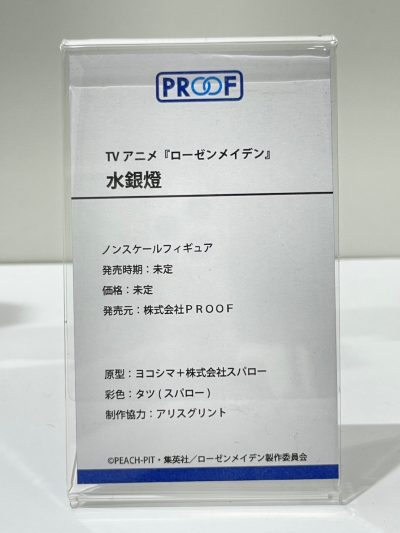 PROOF
TVアニメ『ローゼンメイデン』
水銀燈
ノンスケールフィギュア
発売時期：未定
価格：未定
発売元：株式会社ＰＲＯＯＦ
原型：ヨコシマ＋株式会社スパロー
彩色：タツ(スパロー)
制作協力：アリスグリント
©PEACH-PIT・集英社／ローゼンメイデン製作委員会